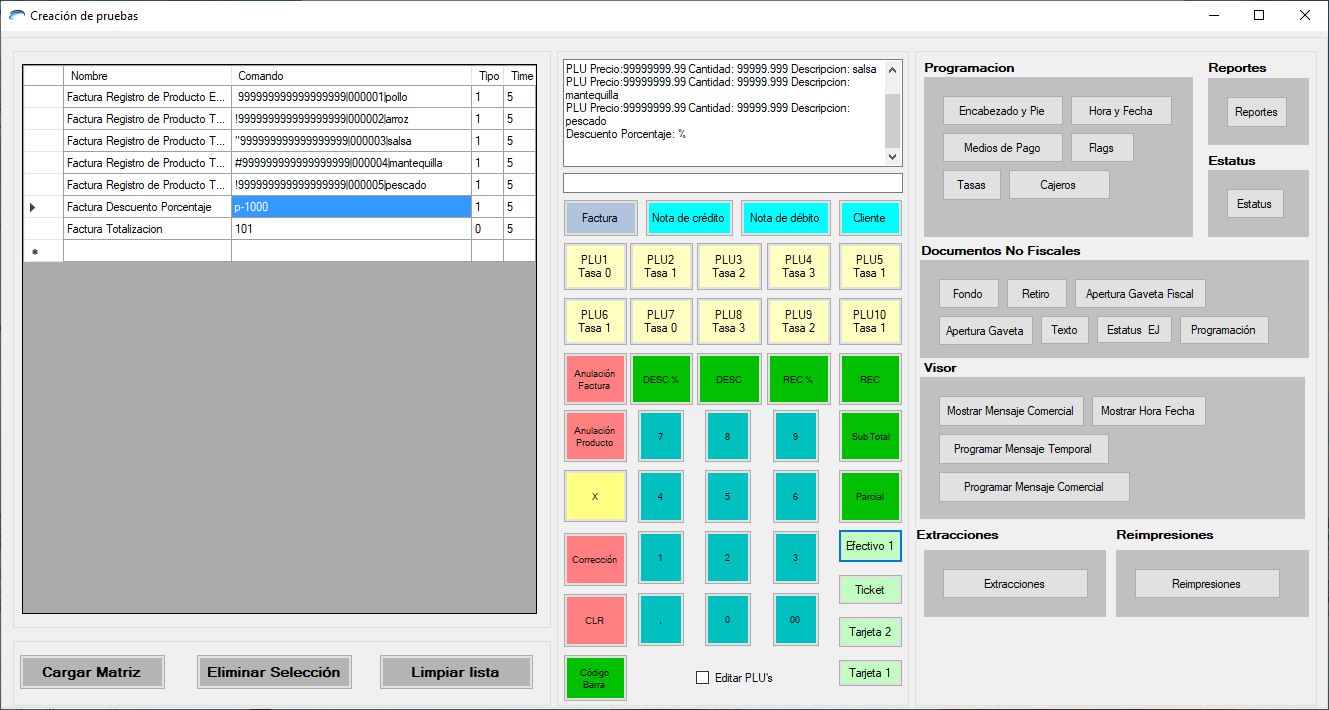 Creación de pruebas
Nombre Comando Tipo Time
Factura Registro de Producto E... 999999999999999999|000001|pollo 1 5
Factura Registro de Producto T... !999999999999999999|000002|arroz 1 5
Factura Registro de Producto T... "999999999999999999|000003|salsa 1 5
Factura Registro de Producto T... #999999999999999999|000004|mantequilla 1 5
Factura Registro de Producto T... !999999999999999999|000005|pescado 1 5
Factura Descuento Porcentaje p-1000 1 5
Factura Totalizacion 101 0 5
Cargar Matriz Eliminar Selección Limpiar lista
PLU Precio:99999999.99 Cantidad: 99999.999 Descripcion: salsa
PLU Precio:99999999.99 Cantidad: 99999.999 Descripcion:
mantequilla
PLU Precio:99999999.99 Cantidad: 99999.999 Descripcion:
pescado
Descuento Porcentaje: %
Factura Nota de crédito Nota de débito Cliente
PLU1 PLU2 PLU3 PLU4 PLU5
Tasa 0 Tasa 1 Tasa 2 Tasa 3 Tasa 1
PLU6 PLU7 PLU8 PLU9 PLU10
Tasa 1 Tasa 0 Tasa 3 Tasa 2 Tasa 1
Anulación
Factura DESC % DESC REC % REC
Anulación
Producto 7 8 9 Sub Total
X 4 5 6 Parcial
Corrección 1 2 3 Efectivo 1
Ticket
CLR , 0 00 Tarjeta 2
Código
Barra Editar PLU's Tarjeta 1
Programacion
Encabezado y Pie Hora y Fecha
Medios de Pago Flags
Tasas Cajeros
Reportes
Reportes
Estatus
Estatus
Documentos No Fiscales
Fondo Retiro Apertura Gaveta Fiscal
Apertura Gaveta Texto Estatus EJ Programación
Visor
Mostrar Mensaje Comercial Mostrar Hora Fecha
Programar Mensaje Temporal
Programar Mensaje Comercial
Extracciones Reimpresiones
Extracciones Reimpresiones